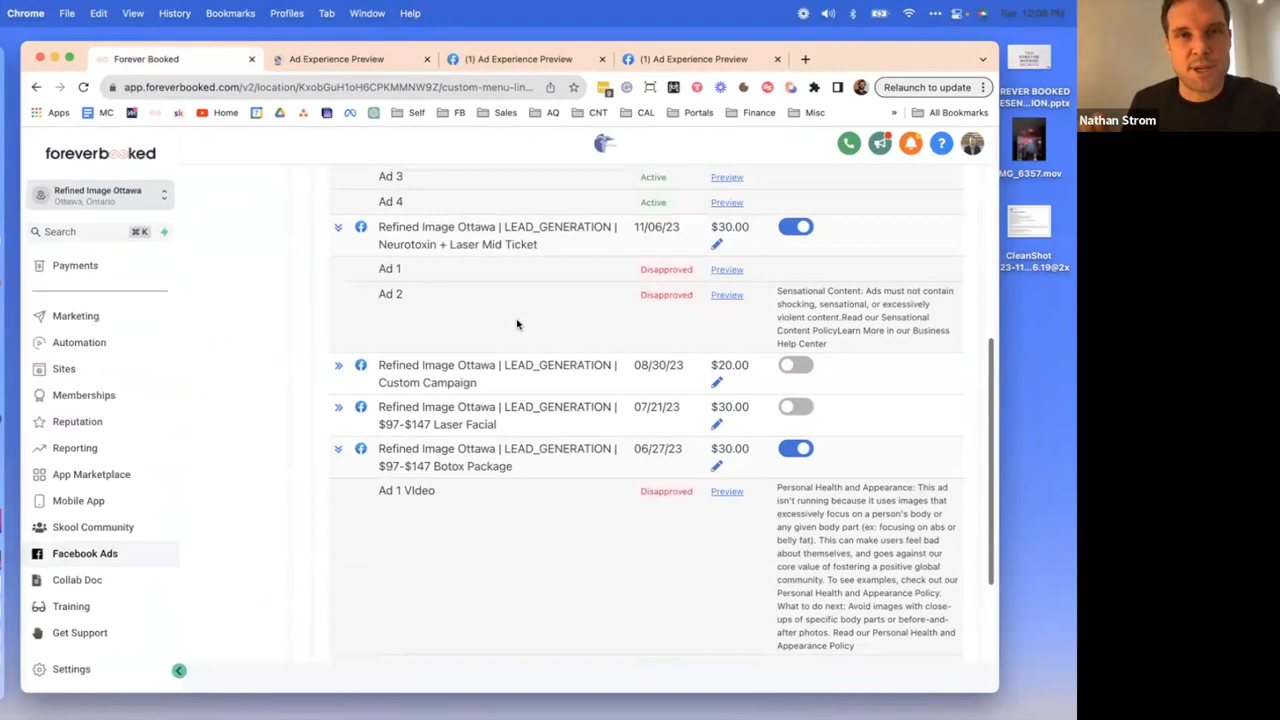 Chrome File Edit View History Bookmarks Profiles Tab Window Help
Tue 12:06 PM
Forever Booked
Ad Experience Preview
(1) Ad Experience Preview
(1) Ad Experience Preview
app.foreverbooked.com/v2/location/KxobGuH1oH6CPKMMNW9Z/custom-menu-lin...
Relaunch to update
Apps
MC
sk
Home
Self
FB
Sales
AQ
CNT
CAL
Portals
Finance
Misc
»
All Bookmarks
foreverbooked
Refined Image Ottawa
Ottawa, Ontario
Search
⌘ K
Payments
Marketing
Automation
Sites
Memberships
Reputation
Reporting
App Marketplace
Mobile App
Skool Community
Facebook Ads
Collab Doc
Training
Get Support
Settings
Ad 3 Active Preview
Ad 4 Active Preview
Refined Image Ottawa | LEAD_GENERATION | 11/06/23 $30.00
Neurotoxin + Laser Mid Ticket
Ad 1 Disapproved Preview
Ad 2 Disapproved Preview
Sensational Content: Ads must not contain
shocking, sensational, or excessively
violent content.Read our Sensational
Content PolicyLearn More in our Business
Help Center
Refined Image Ottawa | LEAD_GENERATION | 08/30/23 $20.00
Custom Campaign
Refined Image Ottawa | LEAD_GENERATION | 07/21/23 $30.00
$97-$147 Laser Facial
Refined Image Ottawa | LEAD_GENERATION | 06/27/23 $30.00
$97-$147 Botox Package
Ad 1 VIdeo Disapproved Preview
Personal Health and Appearance: This ad
isn't running because it uses images that
excessively focus on a person's body or
any given body part (ex: focusing on abs or
belly fat). This can make users feel bad
about themselves, and goes against our
core value of fostering a positive global
community. To see examples, check out our
Personal Health and Appearance Policy.
What to do next: Avoid images with close-
ups of specific body parts or before-and-
after photos. Read our Personal Health and
Appearance Policy
REVER BOOKED
ESEN...ION.pptx
MG_6357.mov
CleanShot
23-11...6.19@2x
Nathan Strom